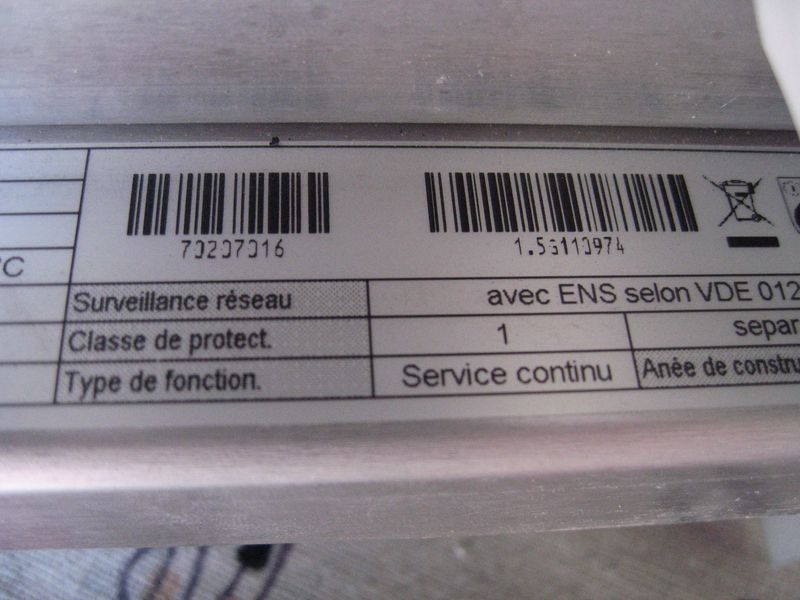 70207016
1.5G110974
°C
Surveillance réseau avec ENS selon VDE 012
Classe de protect. 1 separ
Type de fonction. Service continu Anée de constru